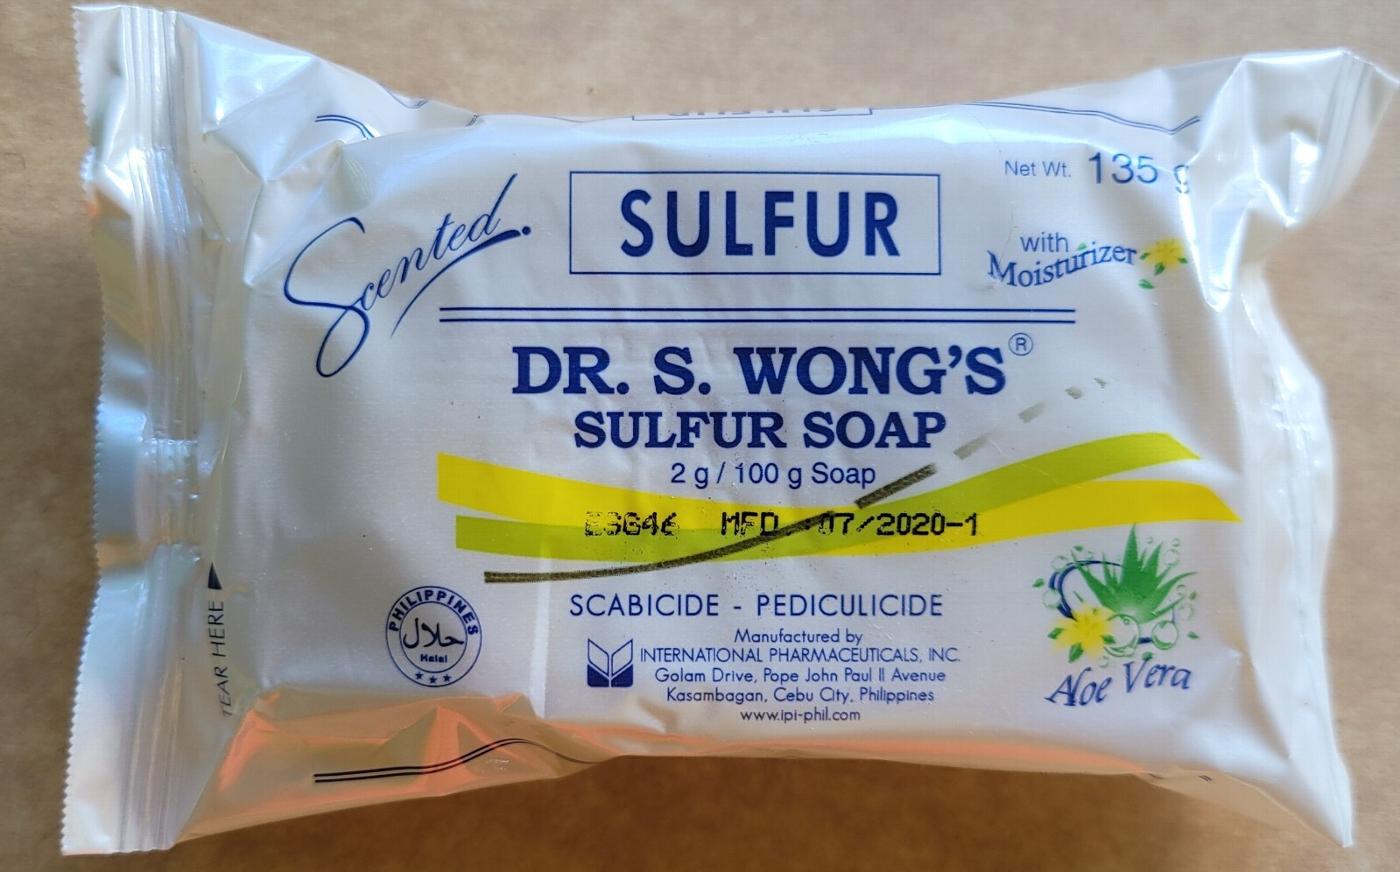 Net Wt. 135 g
Scented
SULFUR
with
Moisturizer
DR. S. WONG'S®
SULFUR SOAP
2 g / 100 g Soap
MFD. 07/2020-1
SCABICIDE - PEDICULICIDE
PHILIPPINES
حلال
Halal
Manufactured by
INTERNATIONAL PHARMACEUTICALS, INC.
Golam Drive, Pope John Paul II Avenue
Kasambagan, Cebu City, Philippines
www.ipi-phil.com
Aloe Vera
TEAR HERE